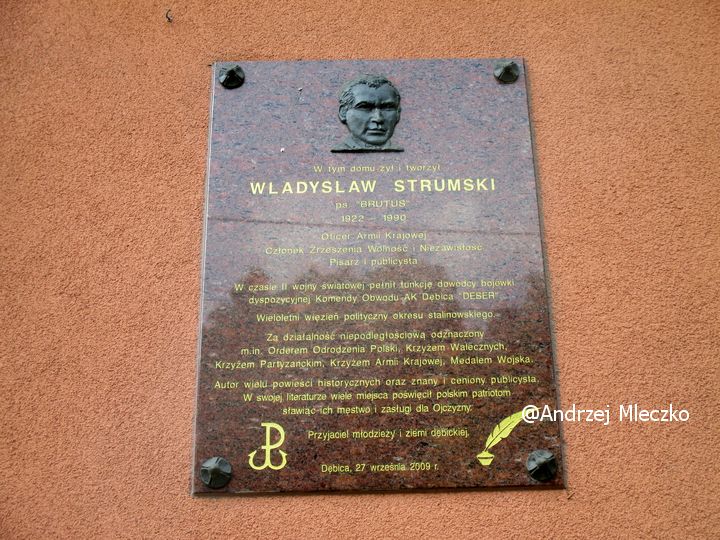 W tym domu żył i tworzył
WŁADYSŁAW STRUMSKI
ps. "BRUTUS"
1922 - 1990
Oficer Armii Krajowej
Członek Zrzeszenia Wolność i Niezawisłość
Pisarz i publicysta
W czasie II wojny światowej pełnił funkcję dowódcy bojówki
dyspozycyjnej Komendy Obwodu AK Dębica "DESER".
Wieloletni więzień polityczny okresu stalinowskiego.
Za działalność niepodległościową odznaczony
m.in. Orderem Odrodzenia Polski, Krzyżem Walecznych,
Krzyżem Partyzanckim, Krzyżem Armii Krajowej, Medalem Wojska.
Autor wielu powieści historycznych oraz znany i ceniony publicysta.
W swojej literaturze wiele miejsca poświęcił polskim patriotom
sławiąc ich męstwo i zasługi dla Ojczyzny.
@Andrzej Mleczko
Przyjaciel młodzieży i ziemi dębickiej.
Dębica, 27 września 2009 r.